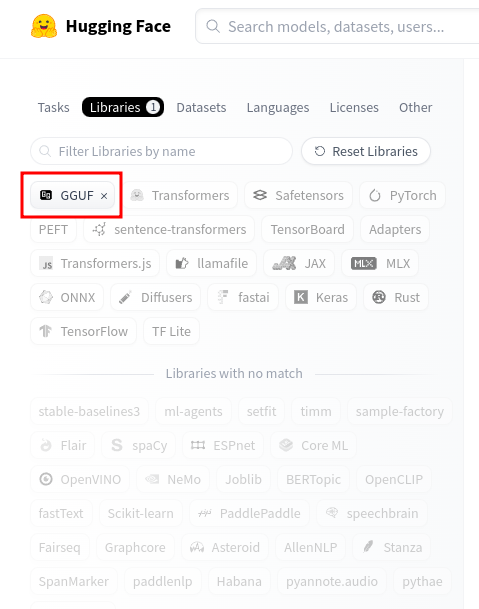 Hugging Face
Search models, datasets, users...
Tasks Libraries 1 Datasets Languages Licenses Other
Filter Libraries by name Reset Libraries
GGUF × Transformers Safetensors PyTorch
PEFT sentence-transformers TensorBoard Adapters
JS Transformers.js llamafile JAX MLX MLX
ONNX Diffusers fastai K Keras Rust
TensorFlow TF Lite
Libraries with no match
stable-baselines3 ml-agents setfit timm sample-factory
Flair S spaCy ESPnet Core ML
OpenVINO NeMo Joblib BERTopic OpenCLIP
fastText Scikit-learn PaddlePaddle speechbrain
Fairseq Graphcore Asteroid AllenNLP Stanza
SpanMarker paddlenlp Habana pyannote.audio pythae